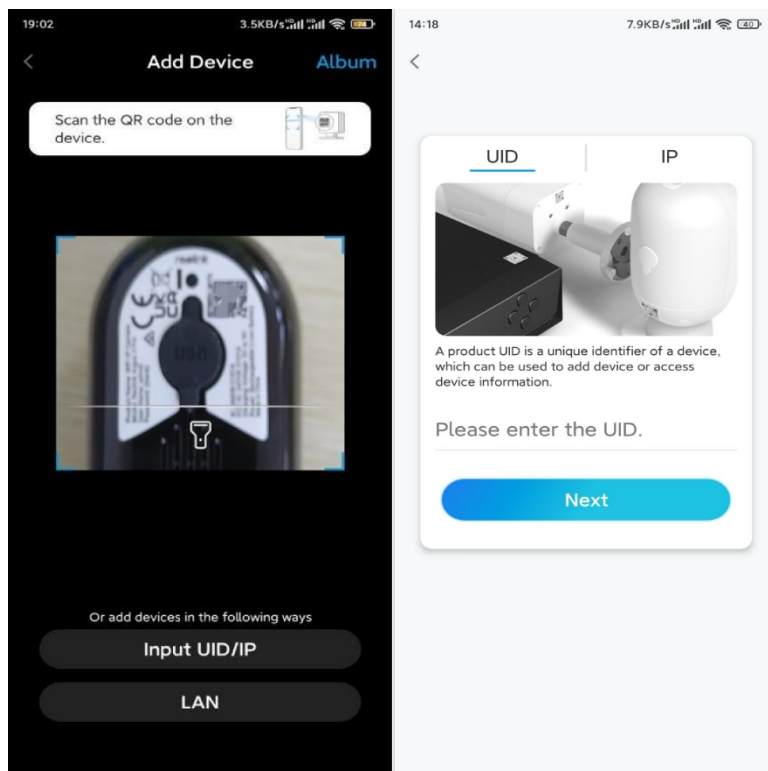 19:02
3.5KB/s
Add Device
Album
Scan the QR code on the
device.
reolink
USB
Or add devices in the following ways
Input UID/IP
LAN
14:18
7.9KB/s
40
UID
IP
A product UID is a unique identifier of a device,
which can be used to add device or access
device information.
Please enter the UID.
Next